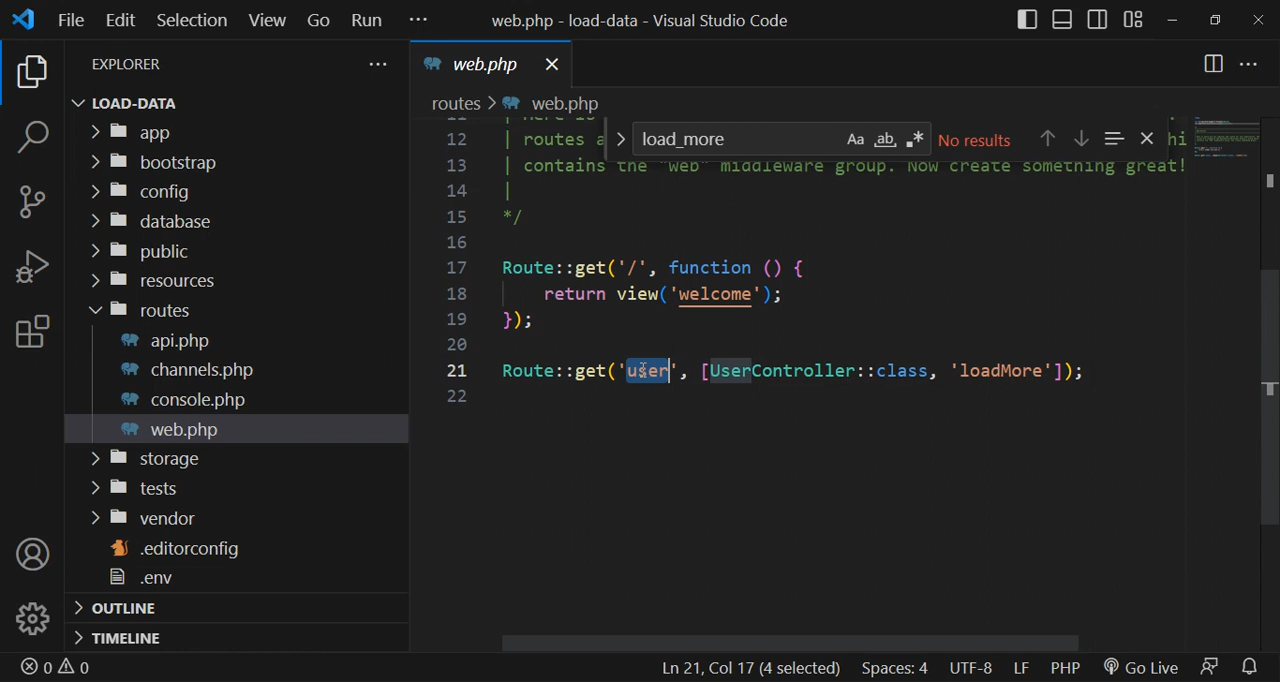 File Edit Selection View Go Run ··· web.php - load-data - Visual Studio Code
EXPLORER ···
LOAD-DATA
app
bootstrap
config
database
public
resources
routes
api.php
channels.php
console.php
web.php
storage
tests
vendor
.editorconfig
.env
OUTLINE
TIMELINE
web.php
routes > web.php
load_more Aa ab .* No results
12 | routes a
13 | contains the "web" middleware group. Now create something great!
14 |
15 */
16
17 Route::get('/', function () {
18 return view('welcome');
19 });
20
21 Route::get('user', [UserController::class, 'loadMore']);
22
0 0 Ln 21, Col 17 (4 selected) Spaces: 4 UTF-8 LF PHP Go Live